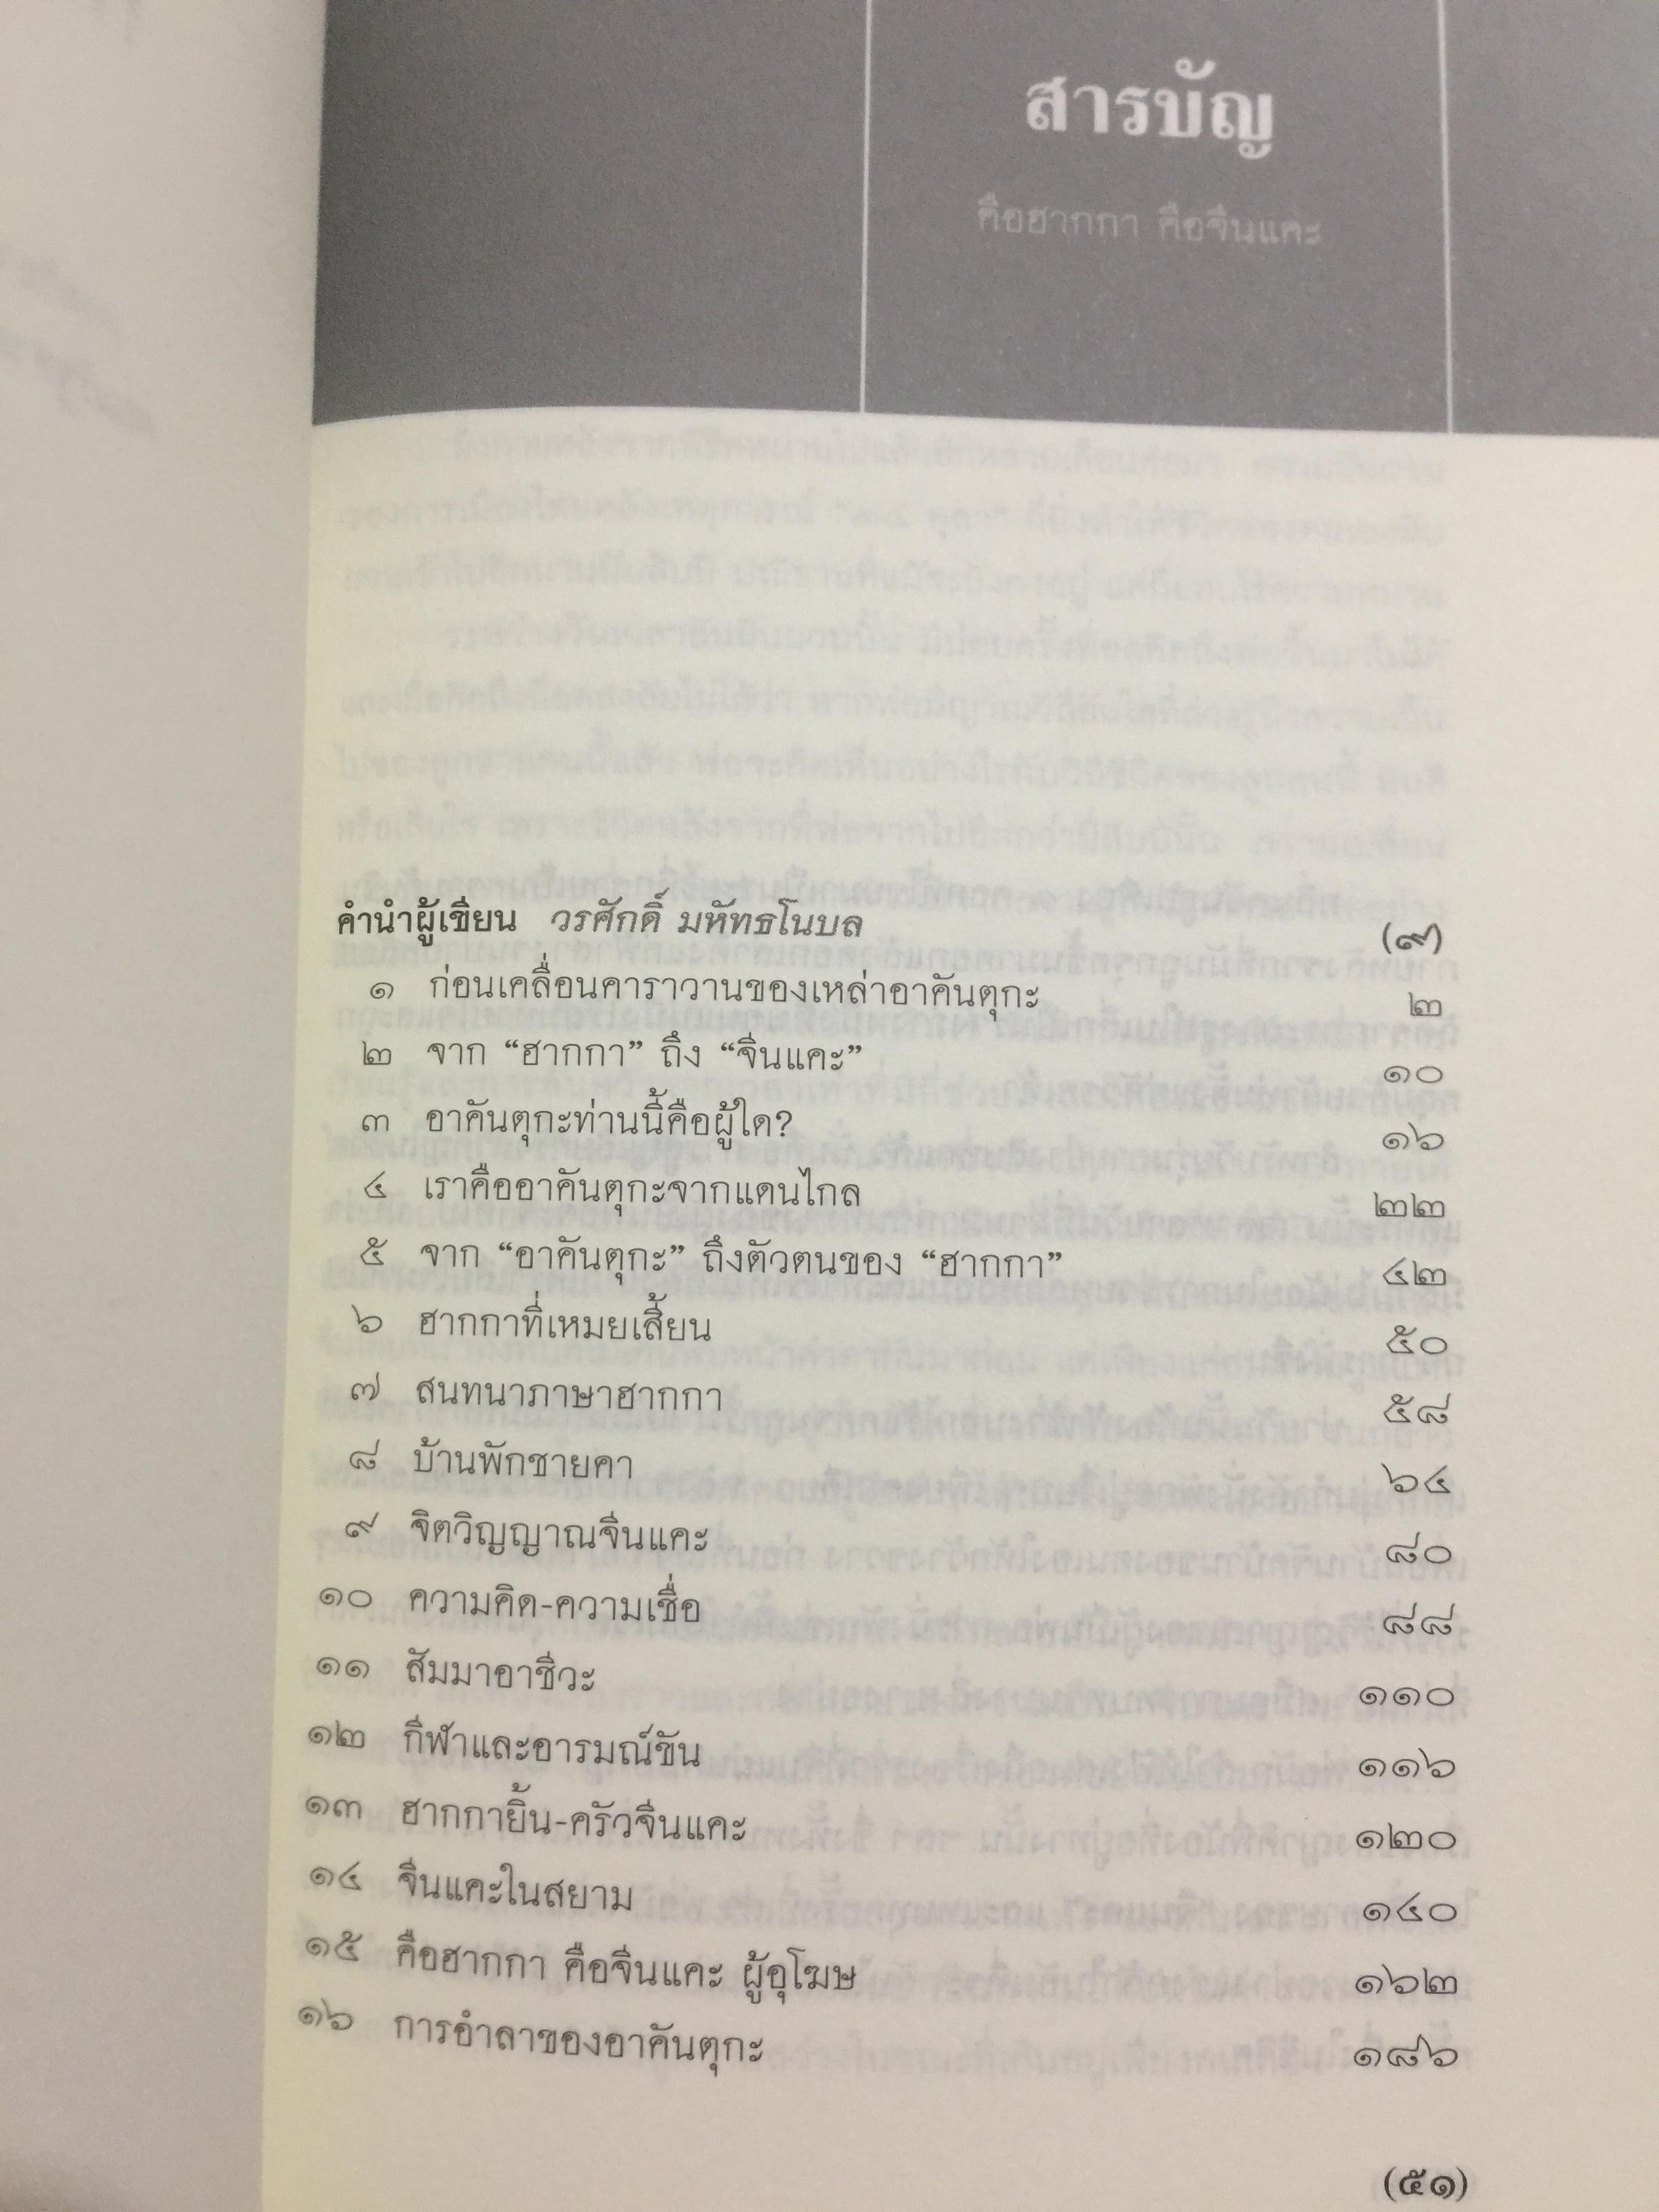 สารบัญ
คือฮากกา คือจีนแคะ
คำนำผู้เขียน วรศักดิ์ มหัทธโนบล (๙)
๑ ก่อนเคลื่อนคาราวานของเหล่าอาคันตุกะ ๒
๒ จาก “ฮากกา” ถึง “จีนแคะ” ๑๐
๓ อาคันตุกะท่านนี้คือผู้ใด? ๑๖
๔ เราคืออาคันตุกะจากแดนไกล ๒๒
๕ จาก “อาคันตุกะ” ถึงตัวตนของ “ฮากกา” ๔๒
๖ ฮากกาที่เหมยเสี้ยน ๕๐
๗ สนทนาภาษาฮากกา ๕๘
๘ บ้านพักชายคา ๖๔
๙ จิตวิญญาณจีนแคะ ๘๐
๑๐ ความคิด-ความเชื่อ ๘๘
๑๑ สัมมาอาชีวะ ๑๑๐
๑๒ กีฬาและอารมณ์ขัน ๑๑๖
๑๓ ฮากกายิ้น-ครัวจีนแคะ ๑๒๐
๑๔ จีนแคะในสยาม ๑๔๐
๑๕ คือฮากกา คือจีนแคะ ผู้อุโฆษ ๑๖๒
๑๖ การอำลาของอาคันตุกะ ๑๘๖
(๕๑)